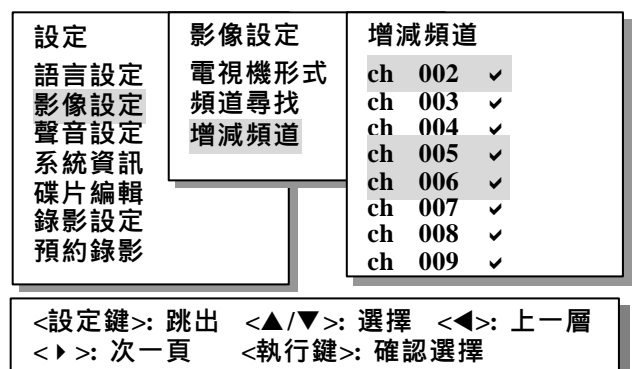 設定
語言設定
影像設定
聲音設定
系統資訊
碟片編輯
錄影設定
預約錄影
影像設定
電視機形式
頻道尋找
增減頻道
增減頻道
ch 002 ✔
ch 003 ✔
ch 004 ✔
ch 005 ✔
ch 006 ✔
ch 007 ✔
ch 008 ✔
ch 009 ✔
<設定鍵>: 跳出 <▲/▼>: 選擇 <◀>: 上一層
<▶>: 次一頁 <執行鍵>: 確認選擇